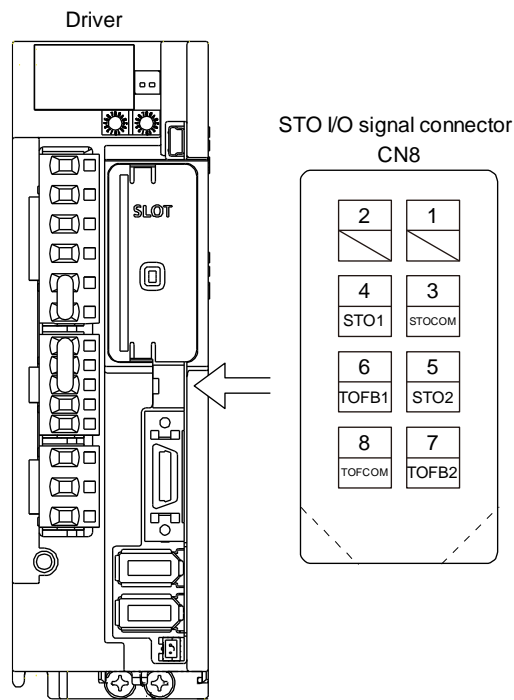 Driver
STO I/O signal connector
CN8
SLOT
2 1
4 3
STO1 STOCOM
6 5
TOFB1 STO2
8 7
TOFCOM TOFB2